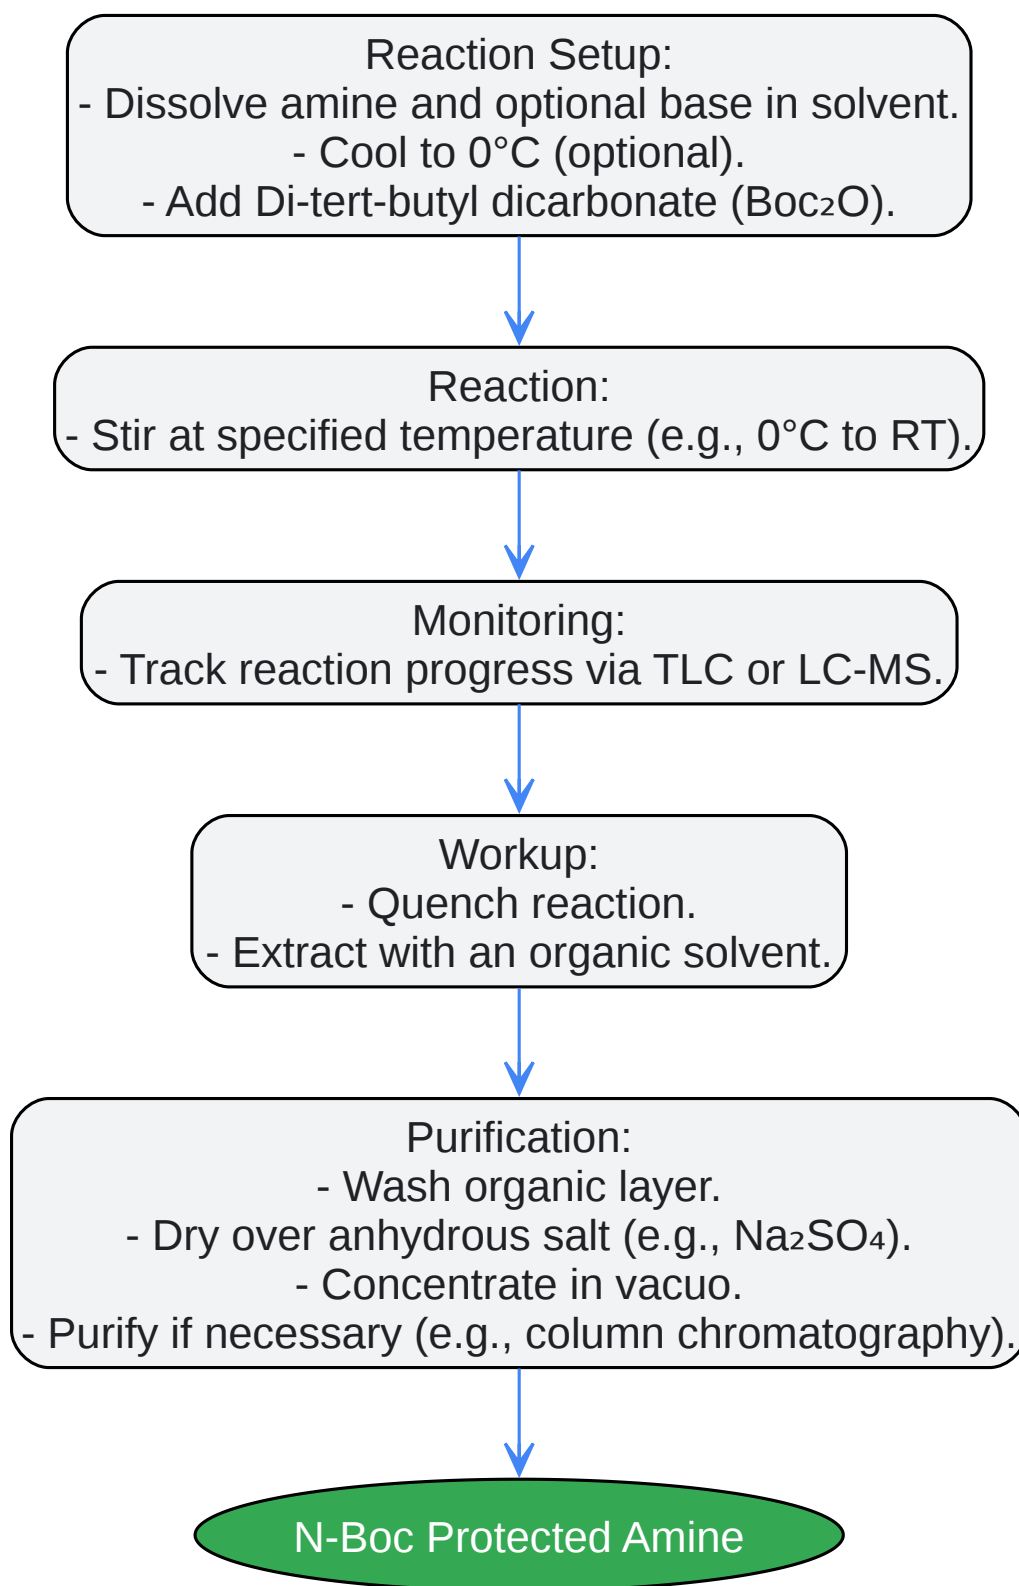 Reaction Setup:
- Dissolve amine and optional base in solvent.
- Cool to 0°C (optional).
- Add Di-tert-butyl dicarbonate (Boc₂O).
Reaction:
- Stir at specified temperature (e.g., 0°C to RT).
Monitoring:
- Track reaction progress via TLC or LC-MS.
Workup:
- Quench reaction.
- Extract with an organic solvent.
Purification:
- Wash organic layer.
- Dry over anhydrous salt (e.g., Na₂SO₄).
- Concentrate in vacuo.
- Purify if necessary (e.g., column chromatography).
N-Boc Protected Amine